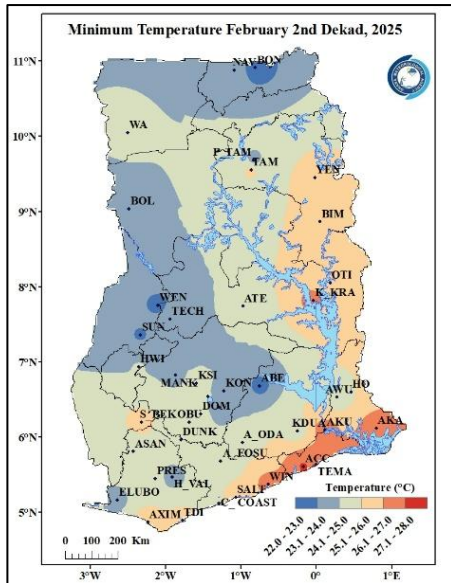 Minimum Temperature February 2nd Dekad, 2025
11°N
NAV BON
10°N
WA
P_TAM
TAM
YEN
9°N
BOL
BIM
8°N
OTI
K_KRA
WEN
TECH
ATE
7°N
SUN
HWI
MANK
KSI
KON
ABE
HO
AWU
DOM
S_BEKOBU
6°N
DUNK
KDUA
AKU
AKA
ASAN
A_ODA
A_FOSU
ACC
TEMA
PRES
H_VAL
WIN
ELUBO
SALT
Temperature (°C)
5°N
C_COAST
AXIM
TDI
22.0 - 23.0
23.1 - 24.0
24.1 - 25.0
25.1 - 26.0
26.1 - 27.0
27.1 - 28.0
0 100 200 Km
3°W 2°W 1°W 0° 1°E